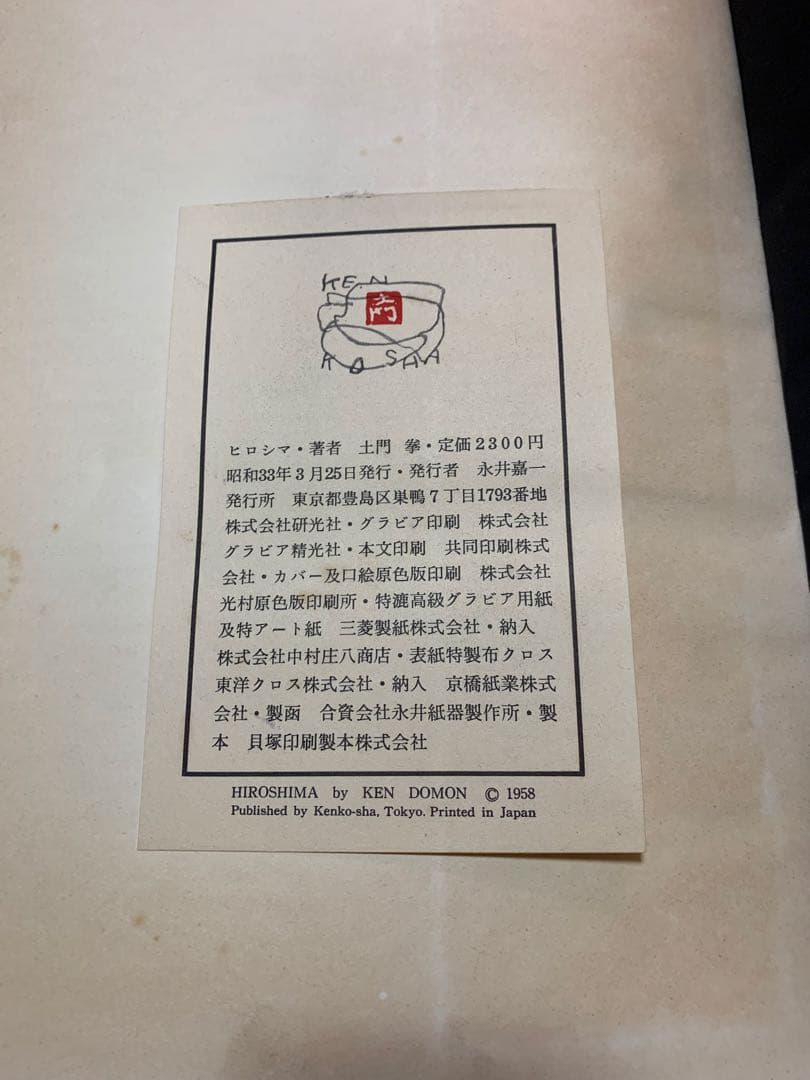 KEN
土門
KOSHA
ヒロシマ・著者　土門　拳・定価2300円
昭和33年3月25日発行・発行者　永井嘉一
発行所　東京都豊島区巣鴨7丁目1793番地
株式会社研光社・グラビア印刷　株式会社
グラビア精光社・本文印刷　共同印刷株式
会社・カバー及口絵原色版印刷　株式会社
光村原色版印刷所・特漉高級グラビア用紙
及特アート紙　三菱製紙株式会社・納入
株式会社中村庄八商店・表紙特製布クロス
東洋クロス株式会社・納入　京橋紙業株式
会社・製函　合資会社永井紙器製作所・製
本　貝塚印刷製本株式会社
HIROSHIMA by KEN DOMON © 1958
Published by Kenko-sha, Tokyo. Printed in Japan